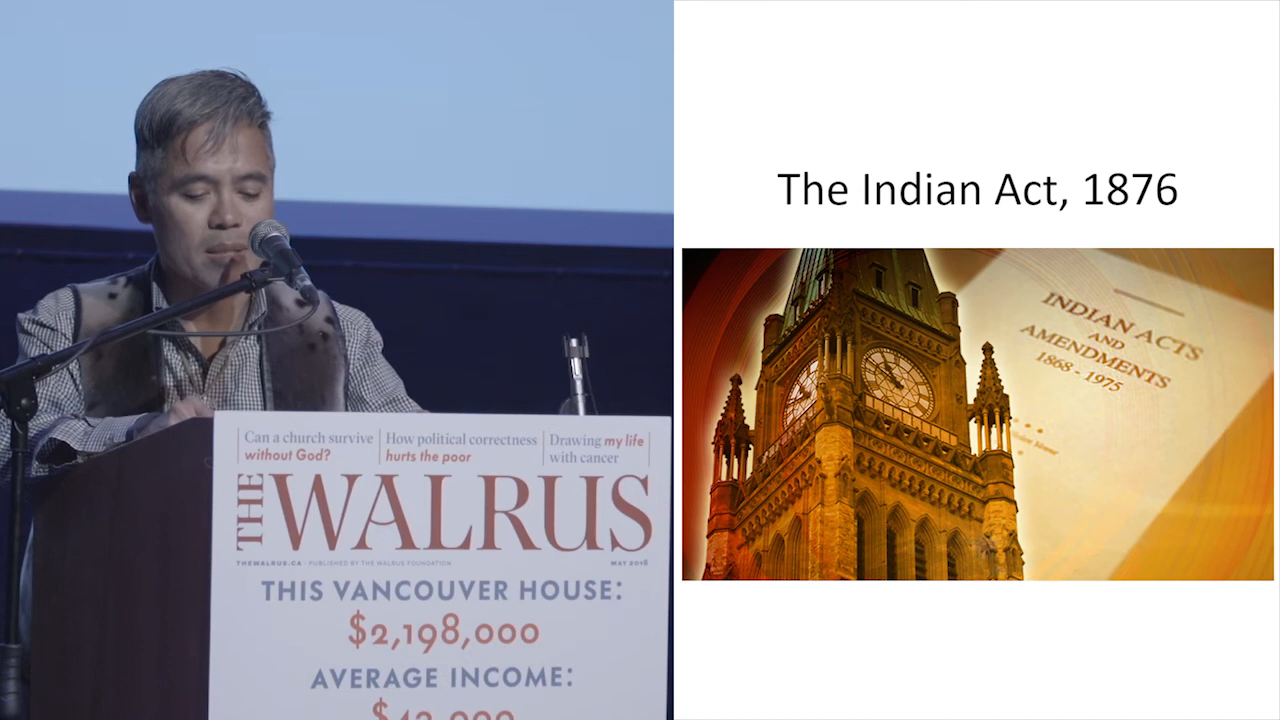 Can a church survive
without God?
How political correctness
hurts the poor
Drawing my life
with cancer
THE WALRUS
THEWALRUS.CA · PUBLISHED BY THE WALRUS FOUNDATION
MAY 2016
THIS VANCOUVER HOUSE:
$2,198,000
AVERAGE INCOME:
The Indian Act, 1876
INDIAN ACTS
AND
AMENDMENTS
1868 - 1975